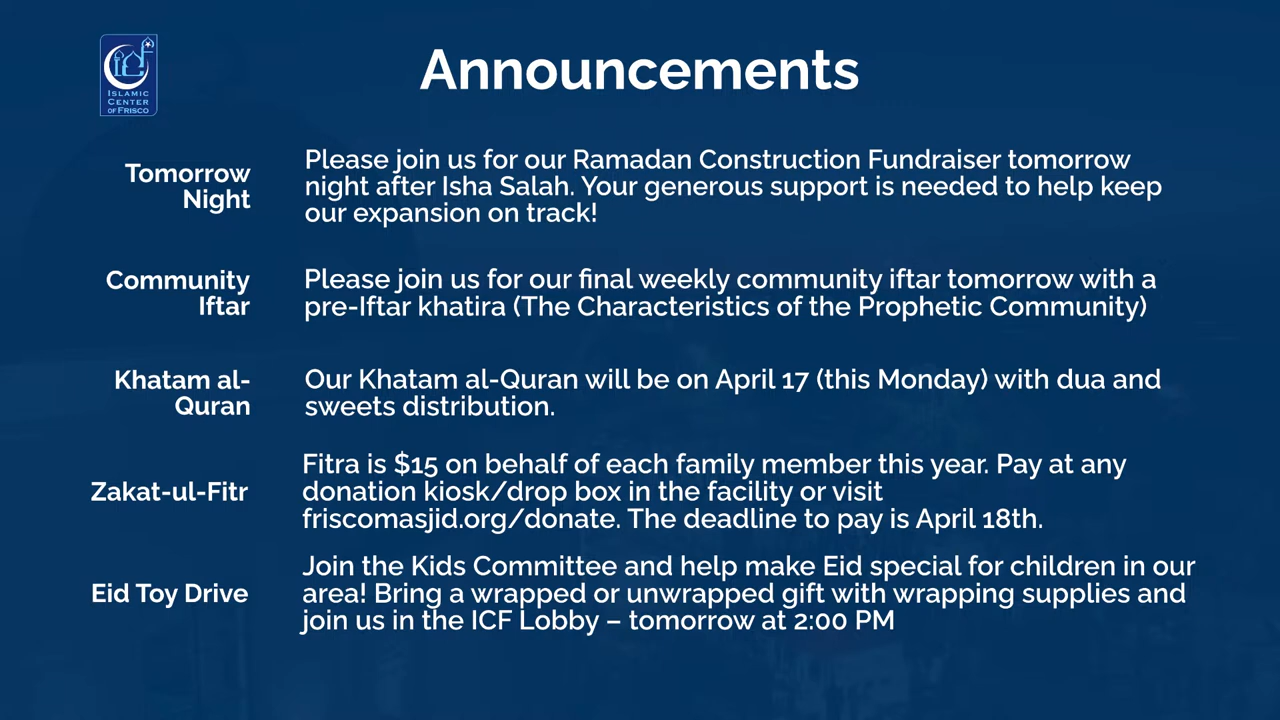 ICF
ISLAMIC
CENTER
OF FRISCO
Announcements
Tomorrow
Night
Please join us for our Ramadan Construction Fundraiser tomorrow
night after Isha Salah. Your generous support is needed to help keep
our expansion on track!
Community
Iftar
Please join us for our final weekly community iftar tomorrow with a
pre-Iftar khatira (The Characteristics of the Prophetic Community)
Khatam al-
Quran
Our Khatam al-Quran will be on April 17 (this Monday) with dua and
sweets distribution.
Zakat-ul-Fitr
Fitra is $15 on behalf of each family member this year. Pay at any
donation kiosk/drop box in the facility or visit
friscomasjid.org/donate. The deadline to pay is April 18th.
Eid Toy Drive
Join the Kids Committee and help make Eid special for children in our
area! Bring a wrapped or unwrapped gift with wrapping supplies and
join us in the ICF Lobby – tomorrow at 2:00 PM